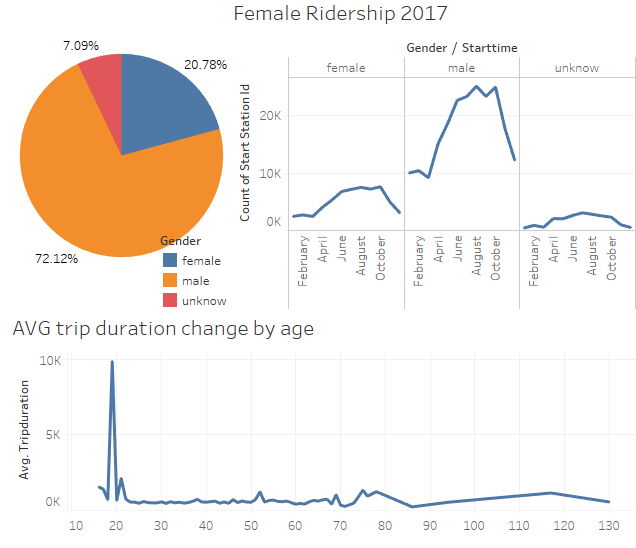 Female Ridership 2017
7.09%
20.78%
72.12%
Gender
female
male
unknow
Gender / Starttime
female
male
unknow
Count of Start Station Id
20K
10K
0K
February
April
June
August
October
February
April
June
August
October
February
April
June
August
October
AVG trip duration change by age
Avg. Tripduration
10K
5K
0K
10 20 30 40 50 60 70 80 90 100 110 120 130